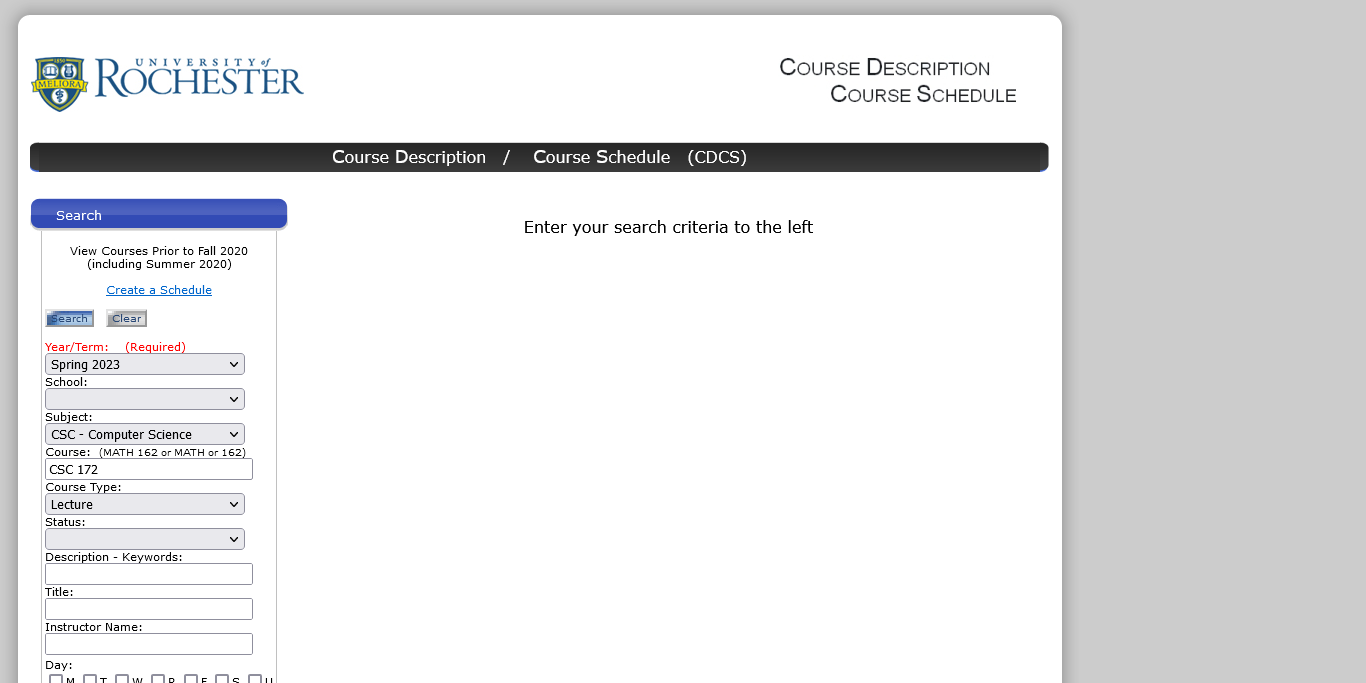 1850
MELIORA
UNIVERSITY of
ROCHESTER
COURSE DESCRIPTION
COURSE SCHEDULE
Course Description / Course Schedule (CDCS)
Search
Enter your search criteria to the left
View Courses Prior to Fall 2020
(including Summer 2020)
Create a Schedule
Search Clear
Year/Term: (Required)
Spring 2023
School:
Subject:
CSC - Computer Science
Course: (MATH 162 or MATH or 162)
CSC 172
Course Type:
Lecture
Status:
Description - Keywords:
Title:
Instructor Name:
Day:
M T W R F S U